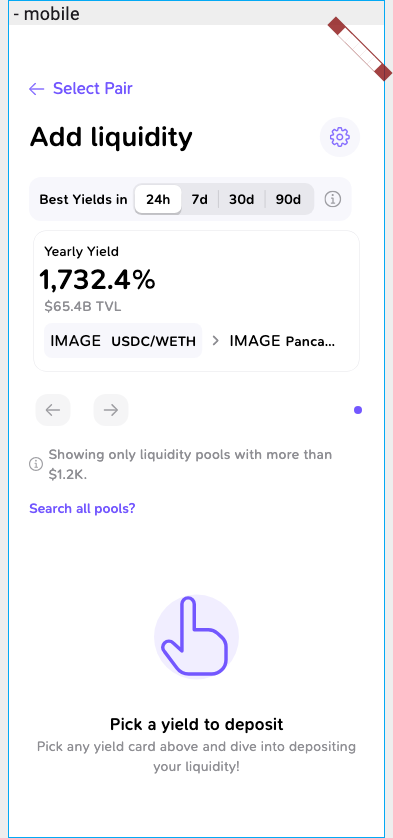 - mobile
Select Pair
Add liquidity
Best Yields in 24h 7d 30d 90d
Yearly Yield
1,732.4%
$65.4B TVL
IMAGE USDC/WETH > IMAGE Panca...
Showing only liquidity pools with more than
$1.2K.
Search all pools?
Pick a yield to deposit
Pick any yield card above and dive into depositing
your liquidity!